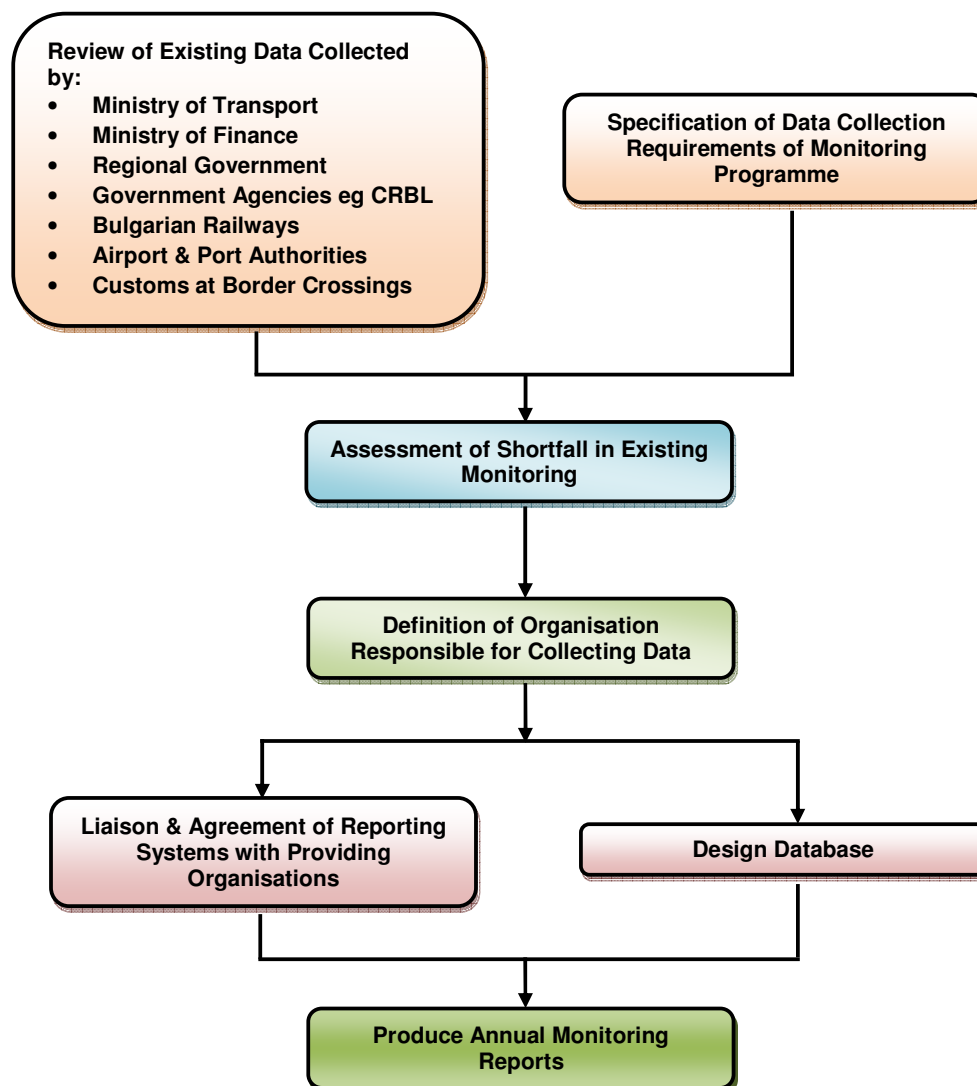 Review of Existing Data Collected
by:
• Ministry of Transport
• Ministry of Finance
• Regional Government
• Government Agencies eg CRBL
• Bulgarian Railways
• Airport & Port Authorities
• Customs at Border Crossings
Specification of Data Collection
Requirements of Monitoring
Programme
Assessment of Shortfall in Existing
Monitoring
Definition of Organisation
Responsible for Collecting Data
Liaison & Agreement of Reporting
Systems with Providing
Organisations
Design Database
Produce Annual Monitoring
Reports